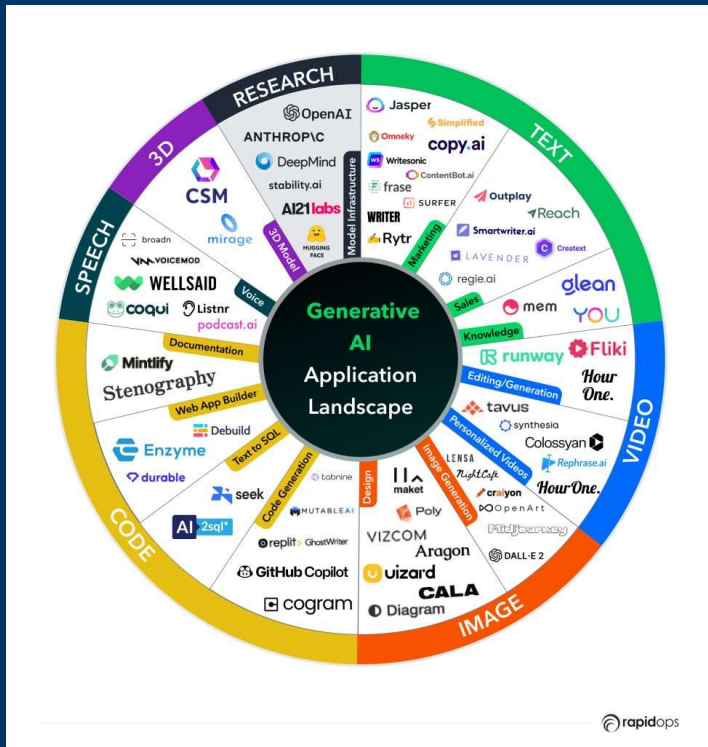 Generative
AI
Application
Landscape
RESEARCH
Model Infrastructure
OpenAI
ANTHROP\C
DeepMind
stability.ai
AI21labs
HUGGING
FACE
TEXT
Marketing
Jasper
Simplified
Omneky
copy.ai
Writesonic
ContentBot.ai
frase
SURFER
WRITER
Rytr
Sales
Outplay
Reach
Smartwriter.ai
Creatext
LAVENDER
regie.ai
Knowledge
glean
mem
YOU
VIDEO
Editing/Generation
runway
Fliki
Hour
One.
Personalized Videos
tavus
synthesia
Colossyan
Rephrase.ai
HourOne.
IMAGE
Image Generation
LENSA
NightCafe
craiyon
OpenArt
Midjourney
DALL-E 2
Design
maket
Poly
VIZCOM
Aragon
uizard
CALA
Diagram
CODE
Code Generation
tabnine
MUTABLEAI
replit GhostWriter
GitHub Copilot
cogram
Text to SQL
seek
AI 2sql*
Web App Builder
Debuild
Enzyme
durable
Documentation
Mintlify
Stenography
SPEECH
Voice
broadn
VOICEMOD
WELLSAID
coqui
Listnr
podcast.ai
3D
3D Model
CSM
mirage
rapidops